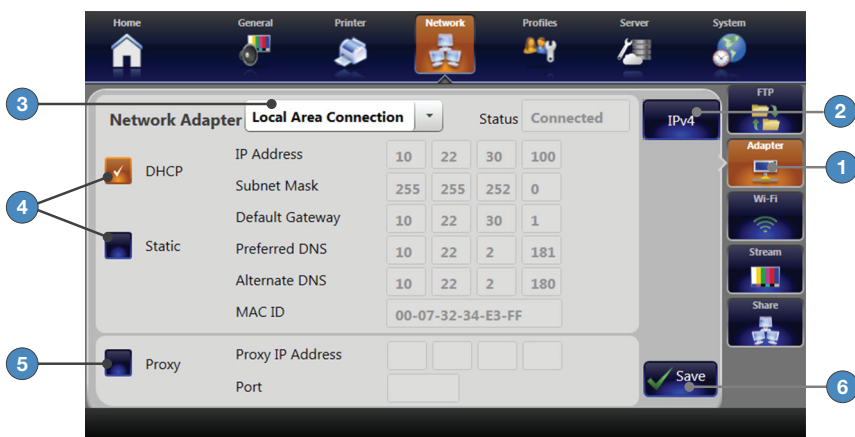 Home General Printer Network Profiles Server System
3
Network Adapter Local Area Connection Status Connected
IPv4
FTP
2
DHCP
IP Address 10 22 30 100
Adapter
1
Subnet Mask 255 255 252 0
4
Default Gateway 10 22 30 1
Wi-Fi
Static
Preferred DNS 10 22 2 181
Stream
Alternate DNS 10 22 2 180
MAC ID 00-07-32-34-E3-FF
Share
5
Proxy
Proxy IP Address
Port
Save
6